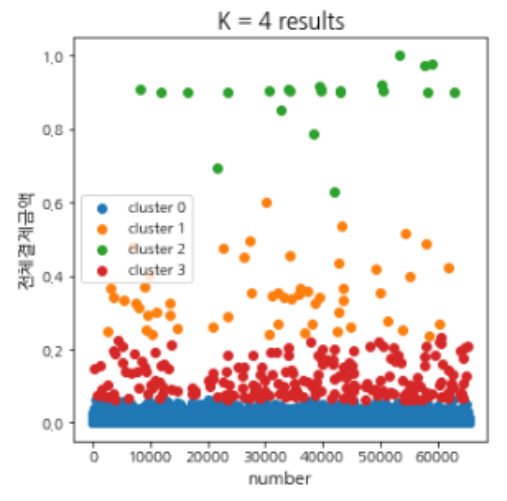 K = 4 results
전체결제금액
1,0
0,8
0,6
0,4
0,2
0,0
cluster 0
cluster 1
cluster 2
cluster 3
0 10000 20000 30000 40000 50000 60000
number